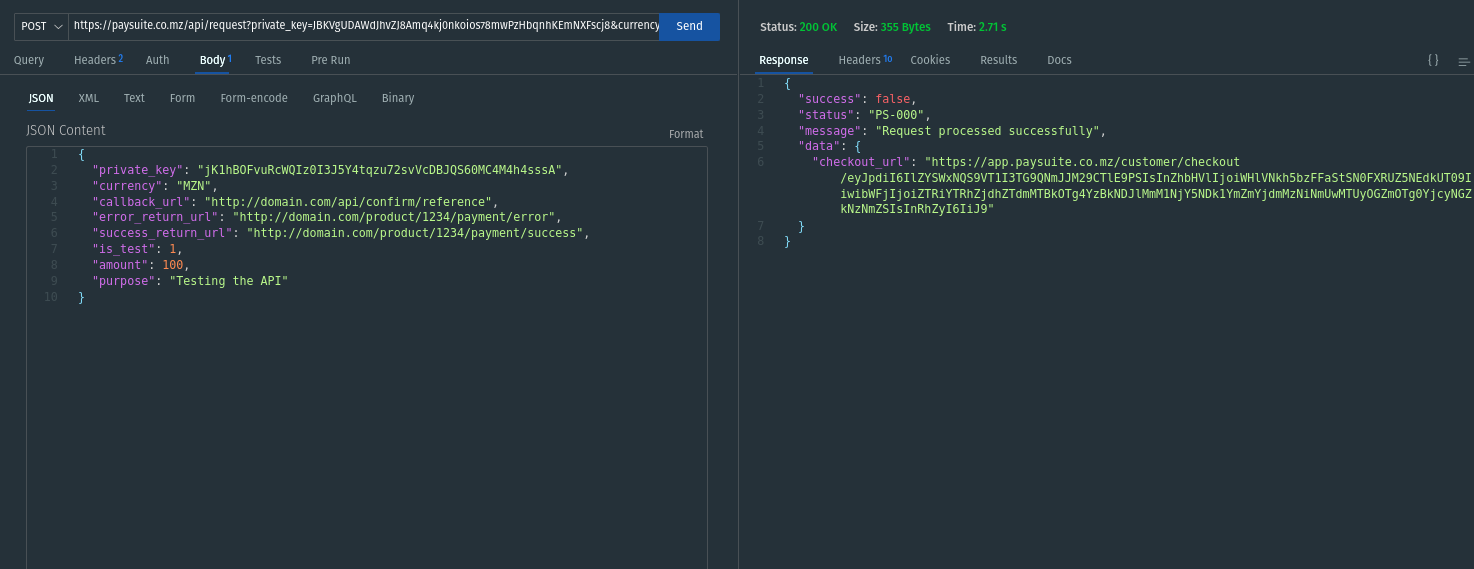 POST https://paysuite.co.mz/api/request?private_key=JBKVgUDAWdJhvZJ8Amq4kj0nkoios78mwPzHbqnhKEmNXFscj8&currency Send
Query Headers 2 Auth Body 1 Tests Pre Run
JSON XML Text Form Form-encode GraphQL Binary
JSON Content Format
1 {
2 "private_key": "jK1hBOFvuRcWQIz0I3J5Y4tqzu72svVcDBJQS60MC4M4h4sssA",
3 "currency": "MZN",
4 "callback_url": "http://domain.com/api/confirm/reference",
5 "error_return_url": "http://domain.com/product/1234/payment/error",
6 "success_return_url": "http://domain.com/product/1234/payment/success",
7 "is_test": 1,
8 "amount": 100,
9 "purpose": "Testing the API"
10 }
Status: 200 OK Size: 355 Bytes Time: 2.71 s
Response Headers 10 Cookies Results Docs { }
1 {
2 "success": false,
3 "status": "PS-000",
4 "message": "Request processed successfully",
5 "data": {
6 "checkout_url": "https://app.paysuite.co.mz/customer/checkout
/eyJpdiI6IlZYSWxNQS9VT1I3TG9QNmJJM29CTlE9PSIsInZhbHVlIjoiWHlVNkh5bzFFaStSN0FXRUZ5NEdkUT09I
iwibWFjIjoiZTRiYTRhZjdhZTdmMTBkOTg4YzBkNDJlMmM1NjY5NDk1YmZmYjdmMzNiNmUwMTUyOGZmOTg0YjcyNGZ
kNzNmZSIsInRhZyI6IiJ9"
7 }
8 }